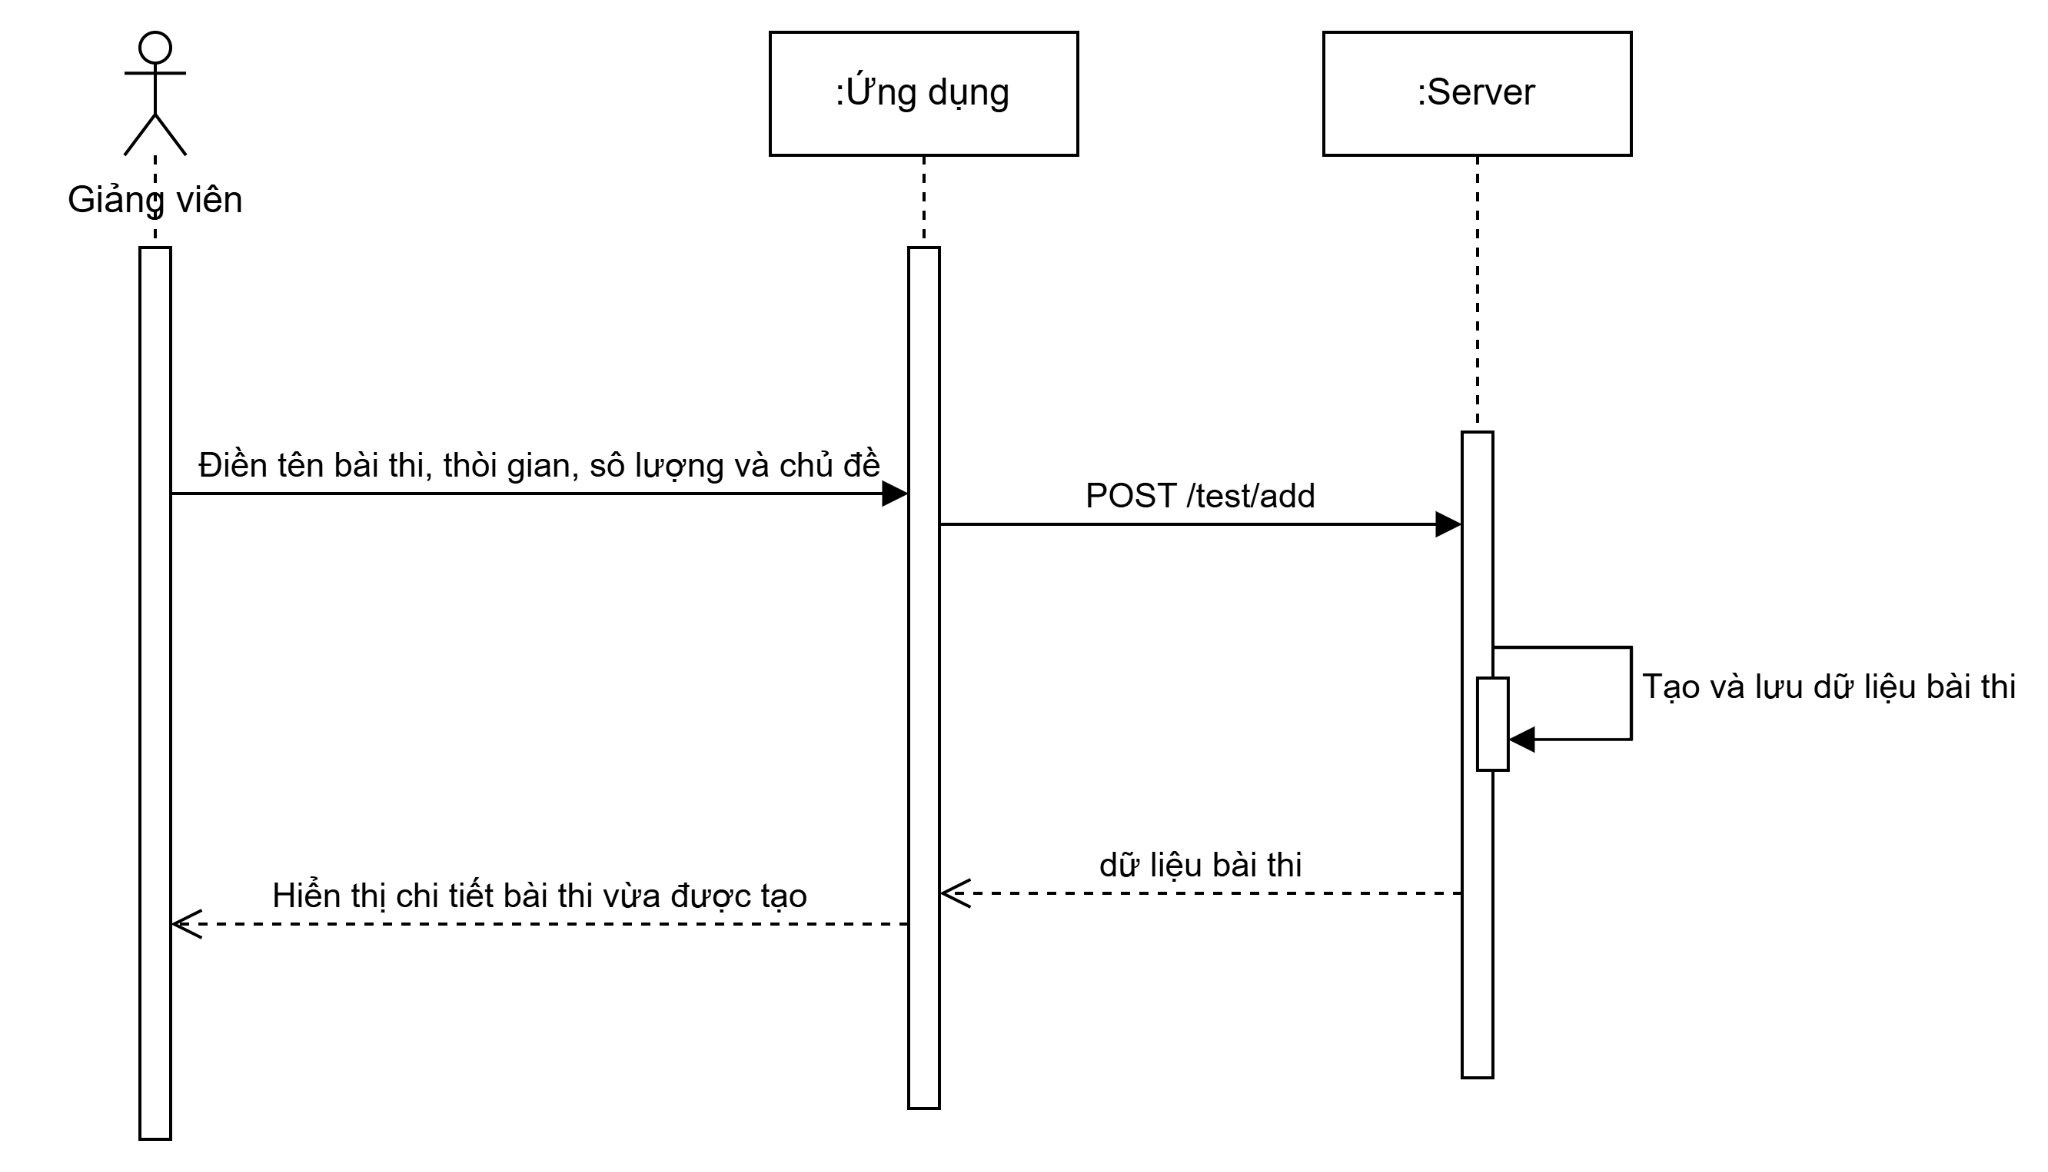 :Ứng dụng
:Server
Giảng viên
Điền tên bài thi, thòi gian, sô lượng và chủ đề
POST /test/add
Tạo và lưu dữ liệu bài thi
dữ liệu bài thi
Hiển thị chi tiết bài thi vừa được tạo